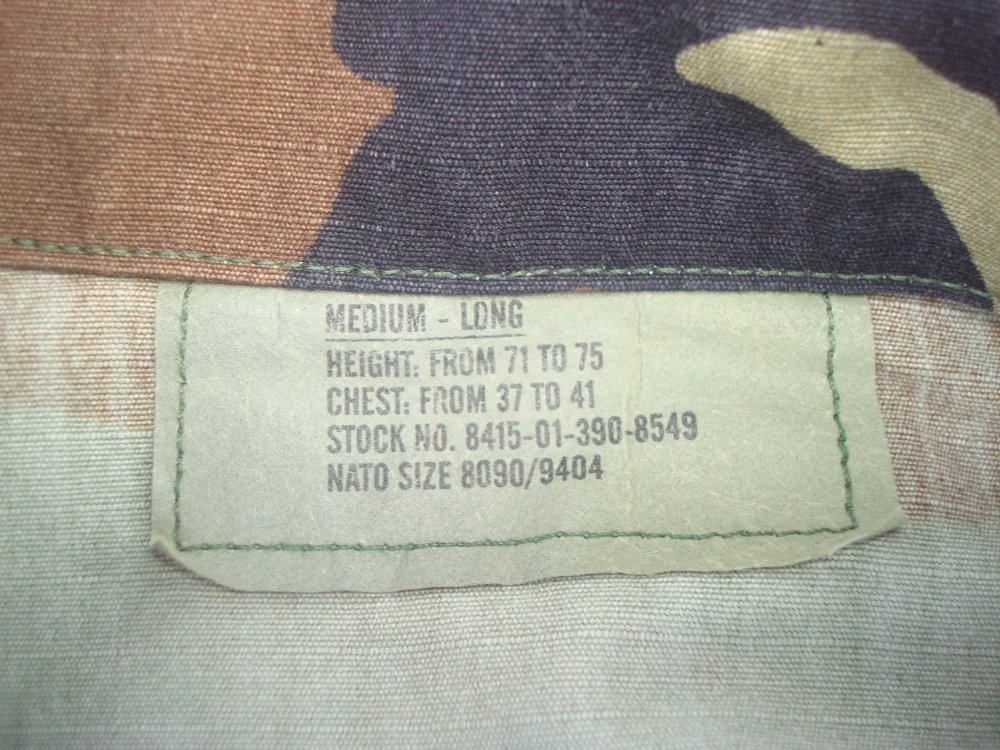 MEDIUM - LONG
HEIGHT: FROM 71 TO 75
CHEST: FROM 37 TO 41
STOCK NO. 8415-01-390-8549
NATO SIZE 8090/9404